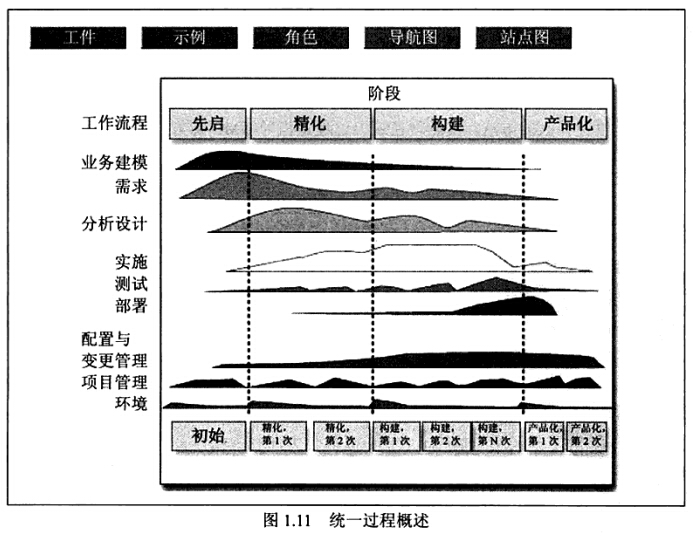 工件 示例 角色 导航图 站点图
阶段
工作流程 先启 精化 构建 产品化
业务建模
需求
分析设计
实施
测试
部署
配置与
变更管理
项目管理
环境
初始 精化, 第1次 精化, 第2次 构建, 第1次 构建, 第2次 构建, 第N次 产品化, 第1次 产品化, 第2次
图 1.11 统一过程概述